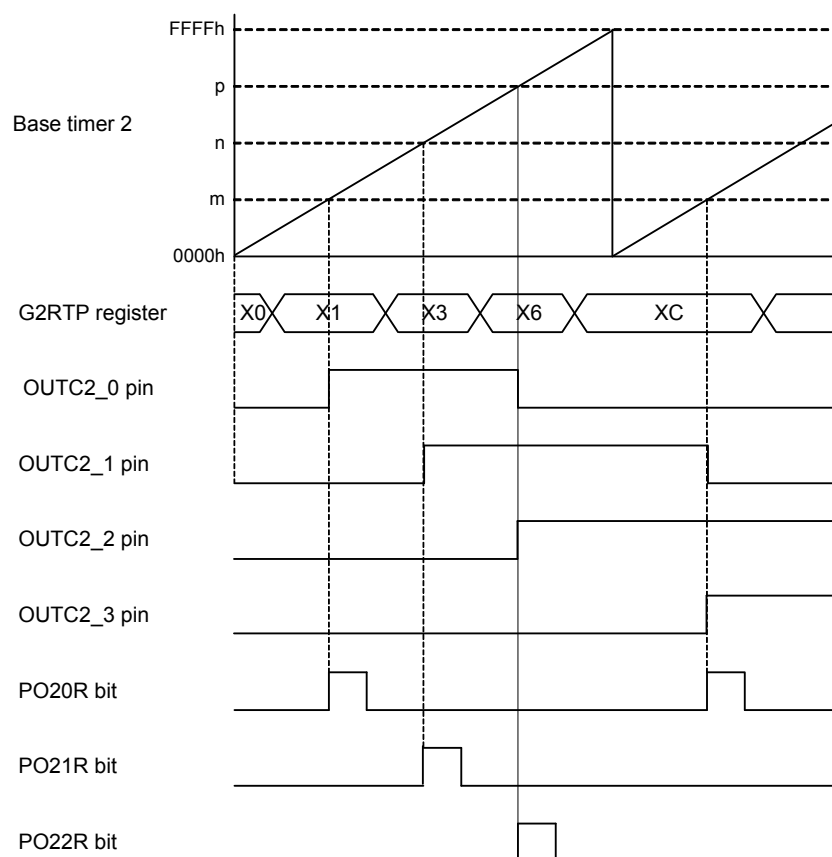 FFFFh
p
Base timer 2
n
m
0000h
G2RTP register X0 X1 X3 X6 XC
OUTC2_0 pin
OUTC2_1 pin
OUTC2_2 pin
OUTC2_3 pin
PO20R bit
PO21R bit
PO22R bit